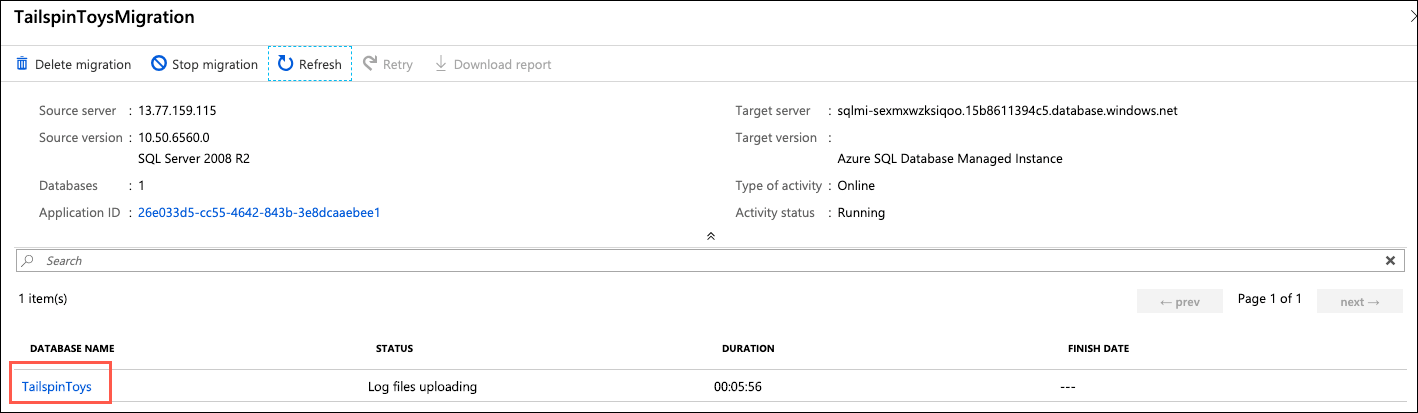 TailspinToysMigration
Delete migration Stop migration Refresh Retry Download report
Source server : 13.77.159.115 Target server : sqlmi-sexmxwzksiqoo.15b8611394c5.database.windows.net
Source version : 10.50.6560.0 Target version :
SQL Server 2008 R2 Azure SQL Database Managed Instance
Databases : 1 Type of activity : Online
Application ID : 26e033d5-cc55-4642-843b-3e8dcaaebee1 Activity status : Running
Search
1 item(s) ← prev Page 1 of 1 next →
DATABASE NAME STATUS DURATION FINISH DATE
TailspinToys Log files uploading 00:05:56 ---